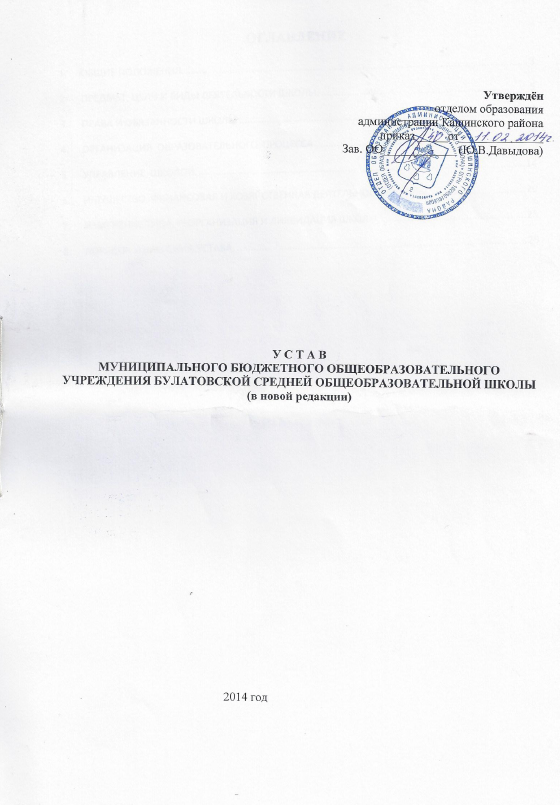 Утверждён
отделом образования
администрации Кашинского района
приказ от 11.02.2014г.
Зав. ОО (Ю.В.Давыдова)
У С Т А В
МУНИЦИПАЛЬНОГО БЮДЖЕТНОГО ОБЩЕОБРАЗОВАТЕЛЬНОГО
УЧРЕЖДЕНИЯ БУЛАТОВСКОЙ СРЕДНЕЙ ОБЩЕОБРАЗОВАТЕЛЬНОЙ ШКОЛЫ
(в новой редакции)
2014 год